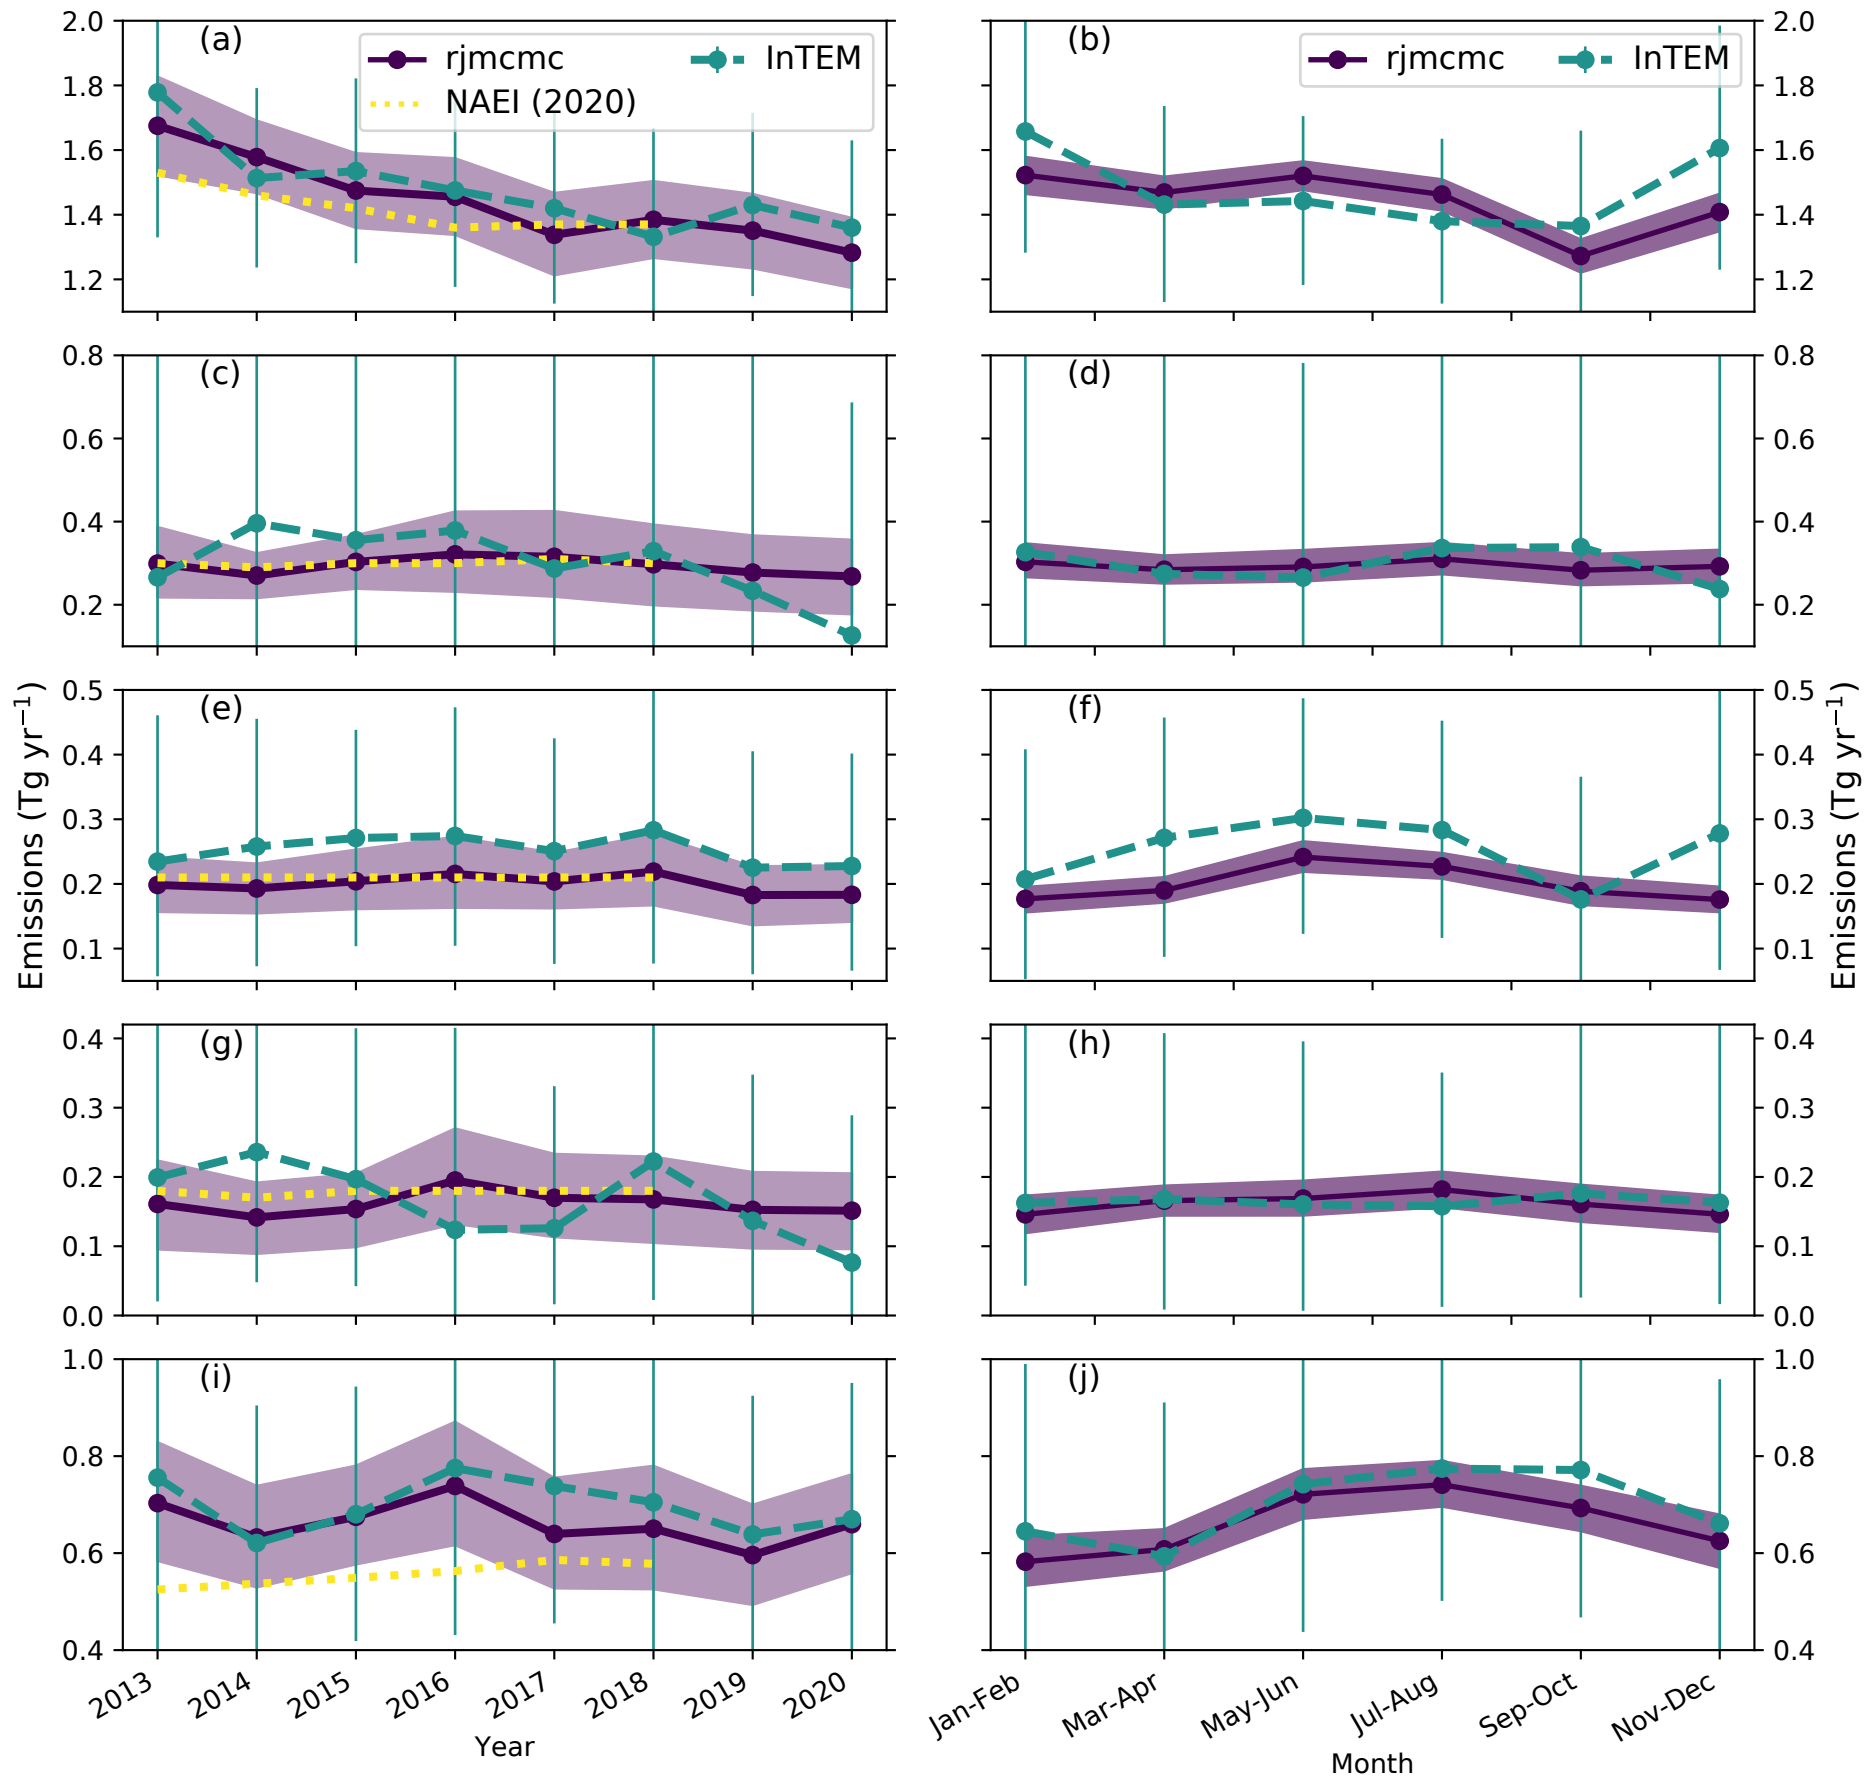 (a)
rjmcmc
InTEM
NAEI (2020)
2.0
1.8
1.6
1.4
1.2
(b)
rjmcmc
InTEM
2.0
1.8
1.6
1.4
1.2
(c)
0.8
0.6
0.4
0.2
(d)
0.8
0.6
0.4
0.2
Emissions (Tg yr⁻¹)
(e)
0.5
0.4
0.3
0.2
0.1
(f)
0.5
0.4
0.3
0.2
0.1
Emissions (Tg yr⁻¹)
(g)
0.4
0.3
0.2
0.1
0.0
(h)
0.4
0.3
0.2
0.1
0.0
(i)
1.0
0.8
0.6
0.4
2013
2014
2015
2016
2017
2018
2019
2020
Year
(j)
1.0
0.8
0.6
0.4
Jan-Feb
Mar-Apr
May-Jun
Jul-Aug
Sep-Oct
Nov-Dec
Month